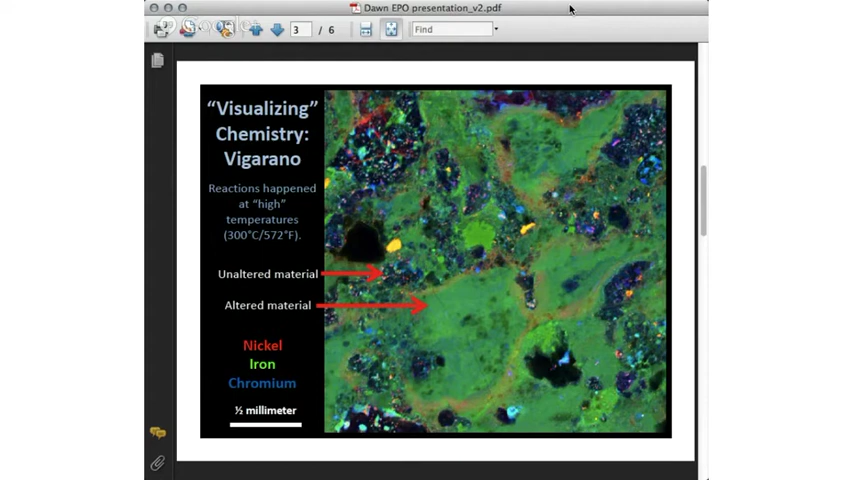 Dawn EPO presentation_v2.pdf
3 / 6
Find
“Visualizing”
Chemistry:
Vigarano
Reactions happened
at “high”
temperatures
(300°C/572°F).
Unaltered material
Altered material
Nickel
Iron
Chromium
½ millimeter